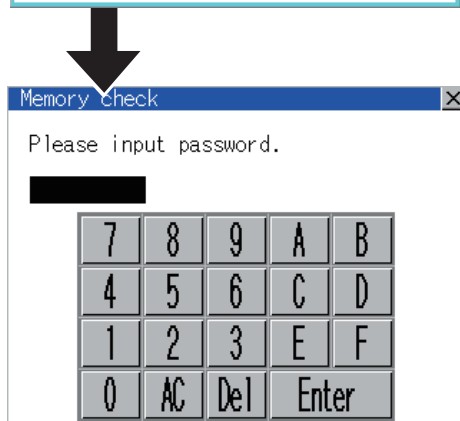 Memory check
Please input password.
7 8 9 A B
4 5 6 C D
1 2 3 E F
0 AC Del Enter